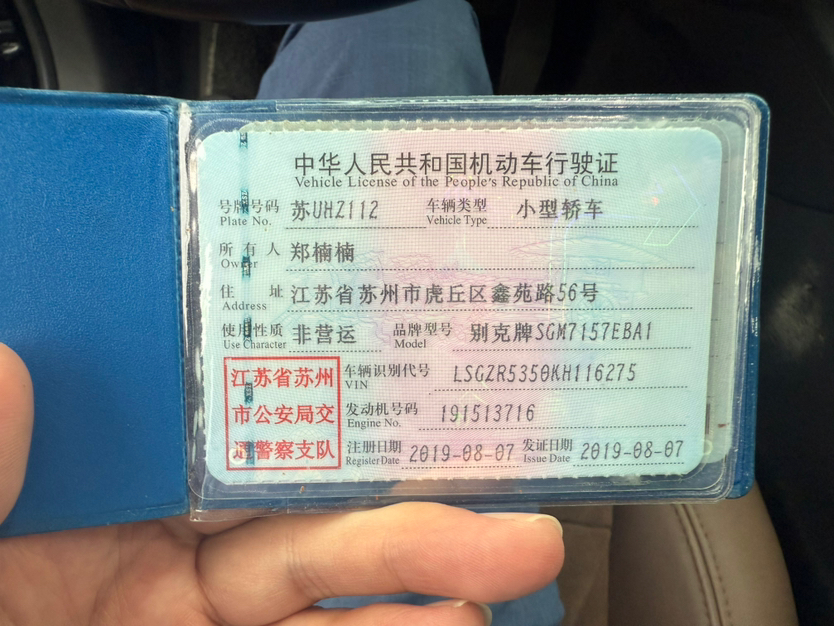 中华人民共和国机动车行驶证
Vehicle License of the People's Republic of China
号牌号码 苏UHZ112 车辆类型 小型轿车
Plate No. Vehicle Type
所有人 郑楠楠
Owner
住址 江苏省苏州市虎丘区鑫苑路56号
Address
使用性质 非营运 品牌型号 别克牌SGM7157EBA1
Use Character Model
江苏省苏州 车辆识别代号 LSGZR5350KH116275
VIN
市公安局交 发动机号码 191513716
Engine No.
通警察支队 注册日期 2019-08-07 发证日期 2019-08-07
Register Date Issue Date